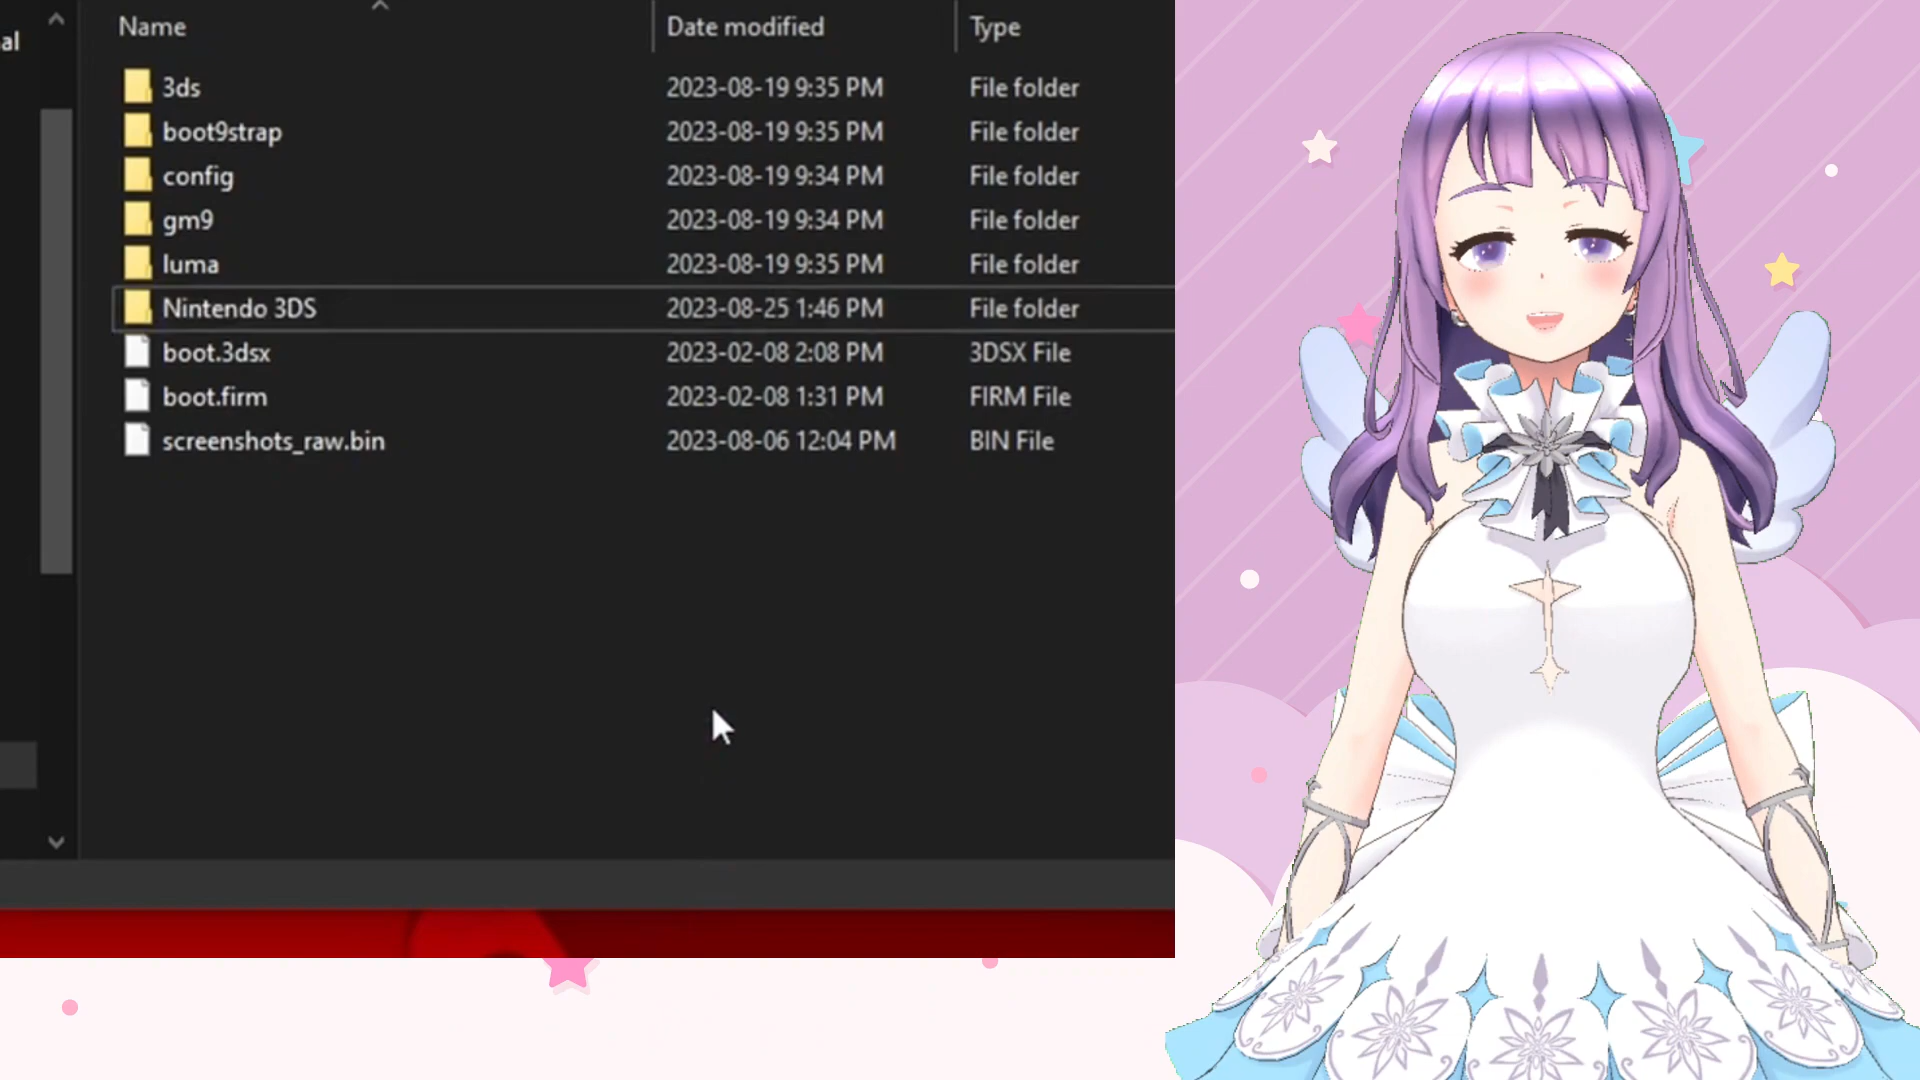 al
Name Date modified Type
3ds 2023-08-19 9:35 PM File folder
boot9strap 2023-08-19 9:35 PM File folder
config 2023-08-19 9:34 PM File folder
gm9 2023-08-19 9:34 PM File folder
luma 2023-08-19 9:35 PM File folder
Nintendo 3DS 2023-08-25 1:46 PM File folder
boot.3dsx 2023-02-08 2:08 PM 3DSX File
boot.firm 2023-02-08 1:31 PM FIRM File
screenshots_raw.bin 2023-08-06 12:04 PM BIN File